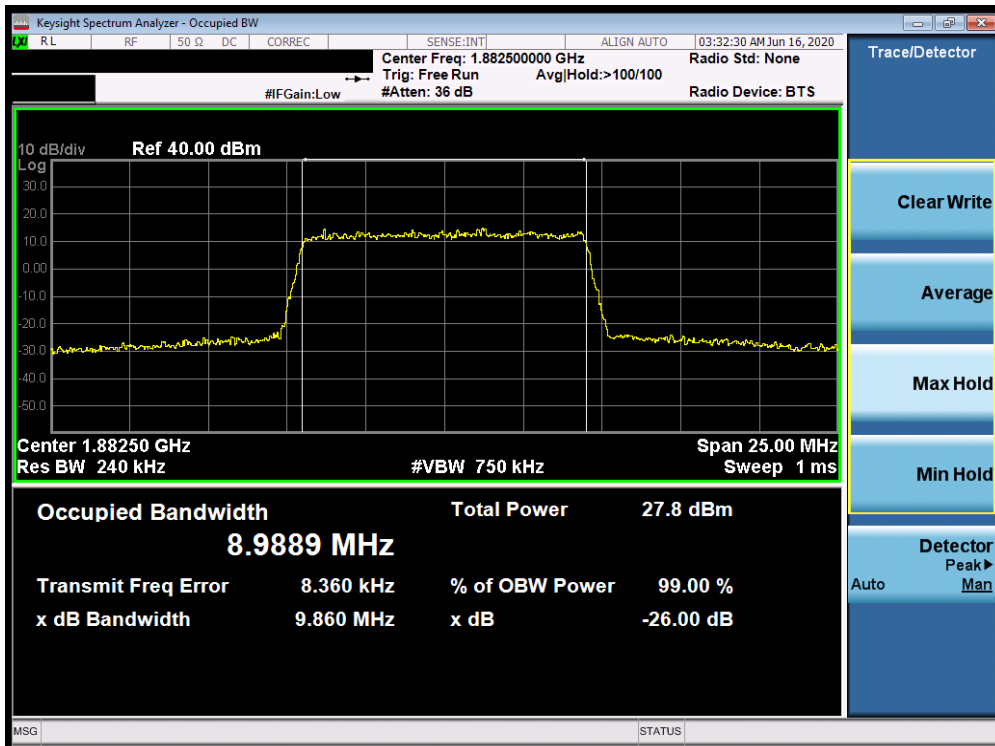 Keysight Spectrum Analyzer - Occupied BW
LXI RL RF 50 Ω DC CORREC SENSE:INT ALIGN AUTO 03:32:30 AM Jun 16, 2020
Center Freq: 1.882500000 GHz Radio Std: None
Trig: Free Run Avg|Hold:>100/100
#IFGain:Low #Atten: 36 dB Radio Device: BTS
10 dB/div Ref 40.00 dBm
Log
30.0
20.0
10.0
0.00
-10.0
-20.0
-30.0
-40.0
-50.0
Center 1.88250 GHz Span 25.00 MHz
Res BW 240 kHz #VBW 750 kHz Sweep 1 ms
Occupied Bandwidth Total Power 27.8 dBm
8.9889 MHz
Transmit Freq Error 8.360 kHz % of OBW Power 99.00 %
x dB Bandwidth 9.860 MHz x dB -26.00 dB
Trace/Detector
Clear Write
Average
Max Hold
Min Hold
Detector
Peak▶
Auto Man
MSG STATUS